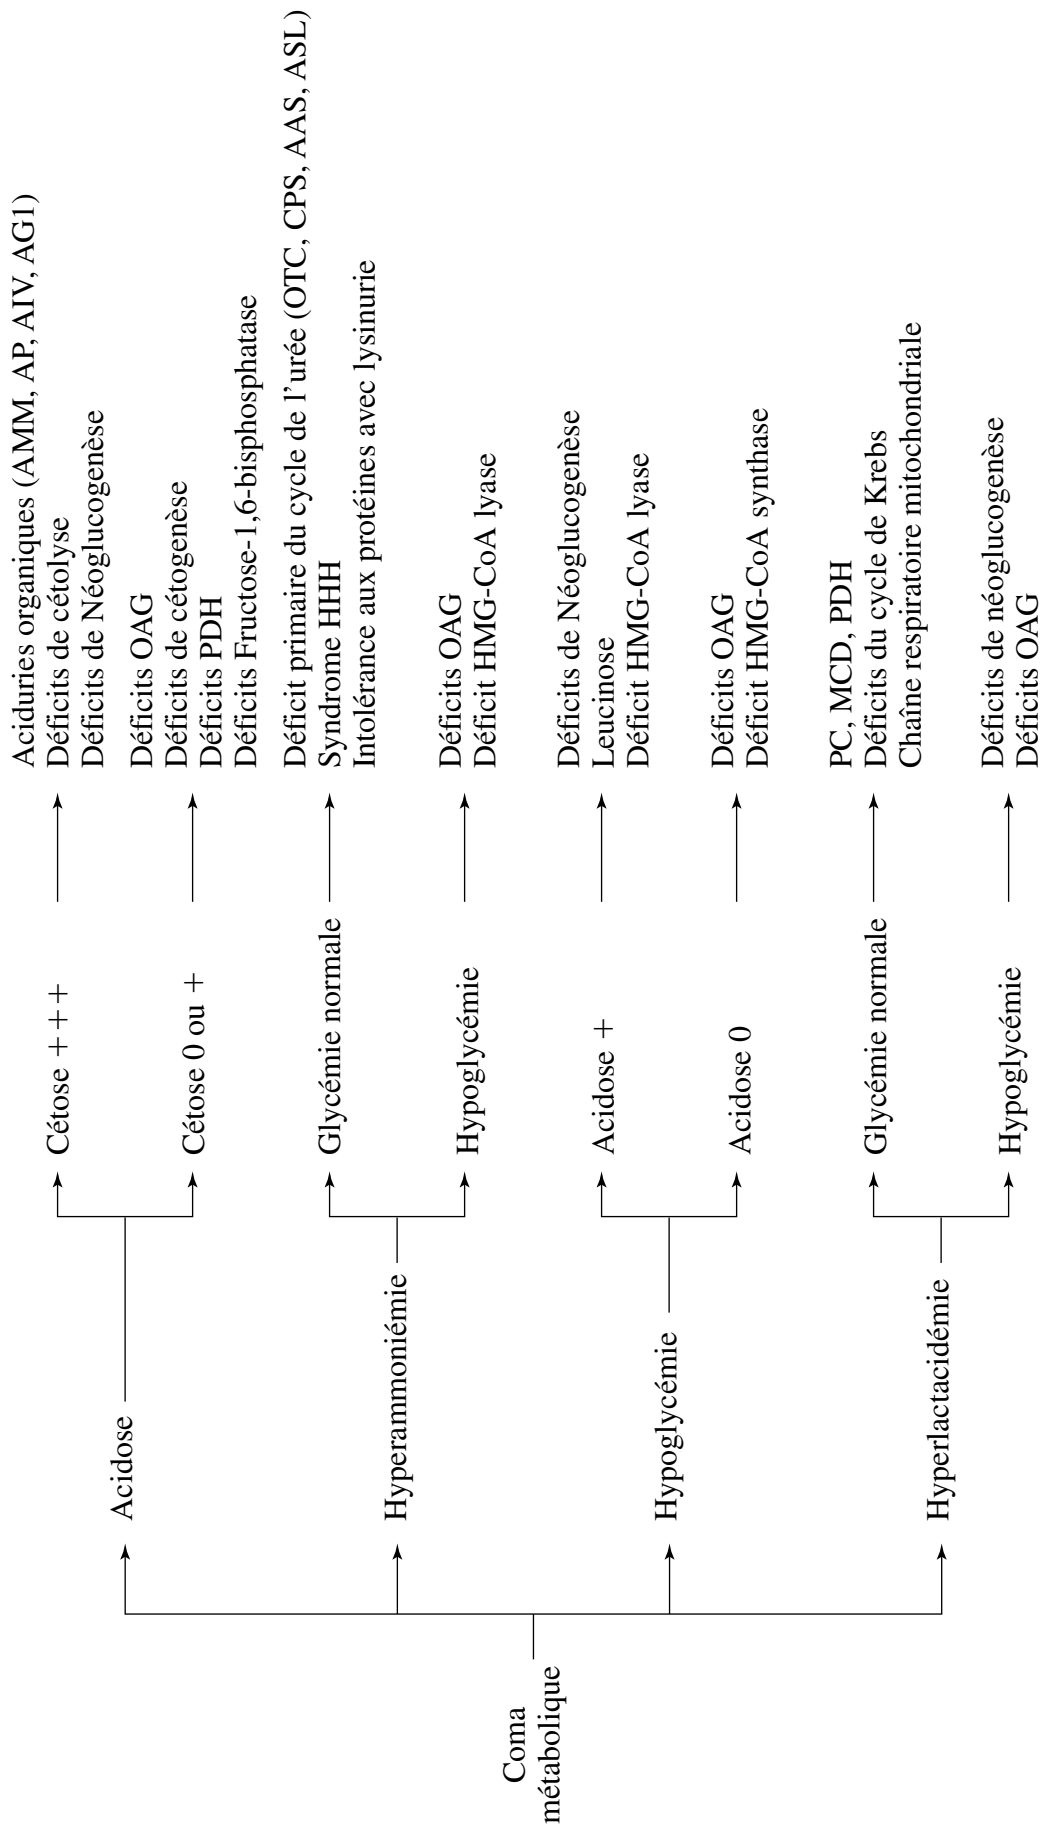 Coma
métabolique
Acidose
Cétose +++
Aciduries organiques (AMM, AP, AIV, AG1)
Déficits de cétolyse
Déficits de Néoglucogenèse
Cétose 0 ou +
Déficits OAG
Déficits de cétogenèse
Déficits PDH
Déficits Fructose-1,6-bisphosphatase
Hyperammoniémie
Glycémie normale
Déficit primaire du cycle de l'urée (OTC, CPS, AAS, ASL)
Syndrome HHH
Intolérance aux protéines avec lysinurie
Hypoglycémie
Déficits OAG
Déficit HMG-CoA lyase
Hypoglycémie
Acidose +
Déficits de Néoglucogenèse
Leucinose
Déficit HMG-CoA lyase
Acidose 0
Déficits OAG
Déficit HMG-CoA synthase
Hyperlactacidémie
Glycémie normale
PC, MCD, PDH
Déficits du cycle de Krebs
Chaîne respiratoire mitochondriale
Hypoglycémie
Déficits de néoglucogenèse
Déficits OAG